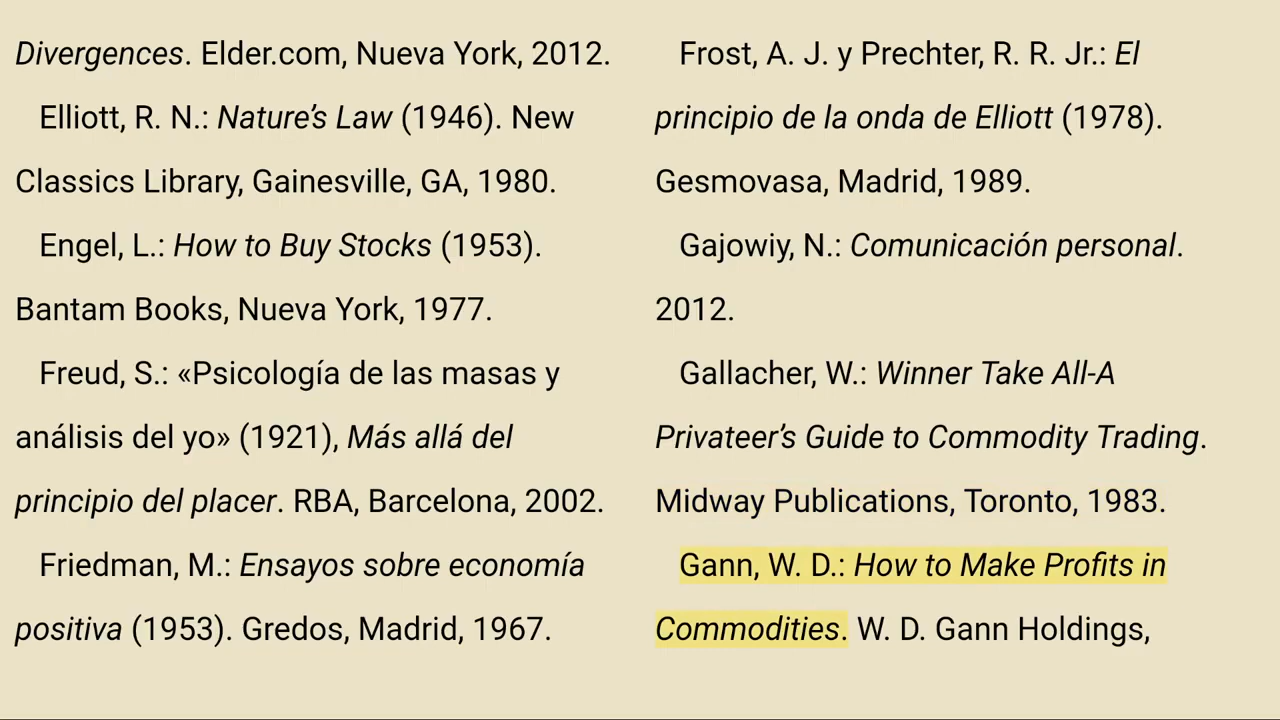 Divergences. Elder.com, Nueva York, 2012.
Elliott, R. N.: Nature’s Law (1946). New
Classics Library, Gainesville, GA, 1980.
Engel, L.: How to Buy Stocks (1953).
Bantam Books, Nueva York, 1977.
Freud, S.: «Psicología de las masas y
análisis del yo» (1921), Más allá del
principio del placer. RBA, Barcelona, 2002.
Friedman, M.: Ensayos sobre economía
positiva (1953). Gredos, Madrid, 1967.
Frost, A. J. y Prechter, R. R. Jr.: El
principio de la onda de Elliott (1978).
Gesmovasa, Madrid, 1989.
Gajowiy, N.: Comunicación personal.
2012.
Gallacher, W.: Winner Take All-A
Privateer’s Guide to Commodity Trading.
Midway Publications, Toronto, 1983.
Gann, W. D.: How to Make Profits in
Commodities. W. D. Gann Holdings,